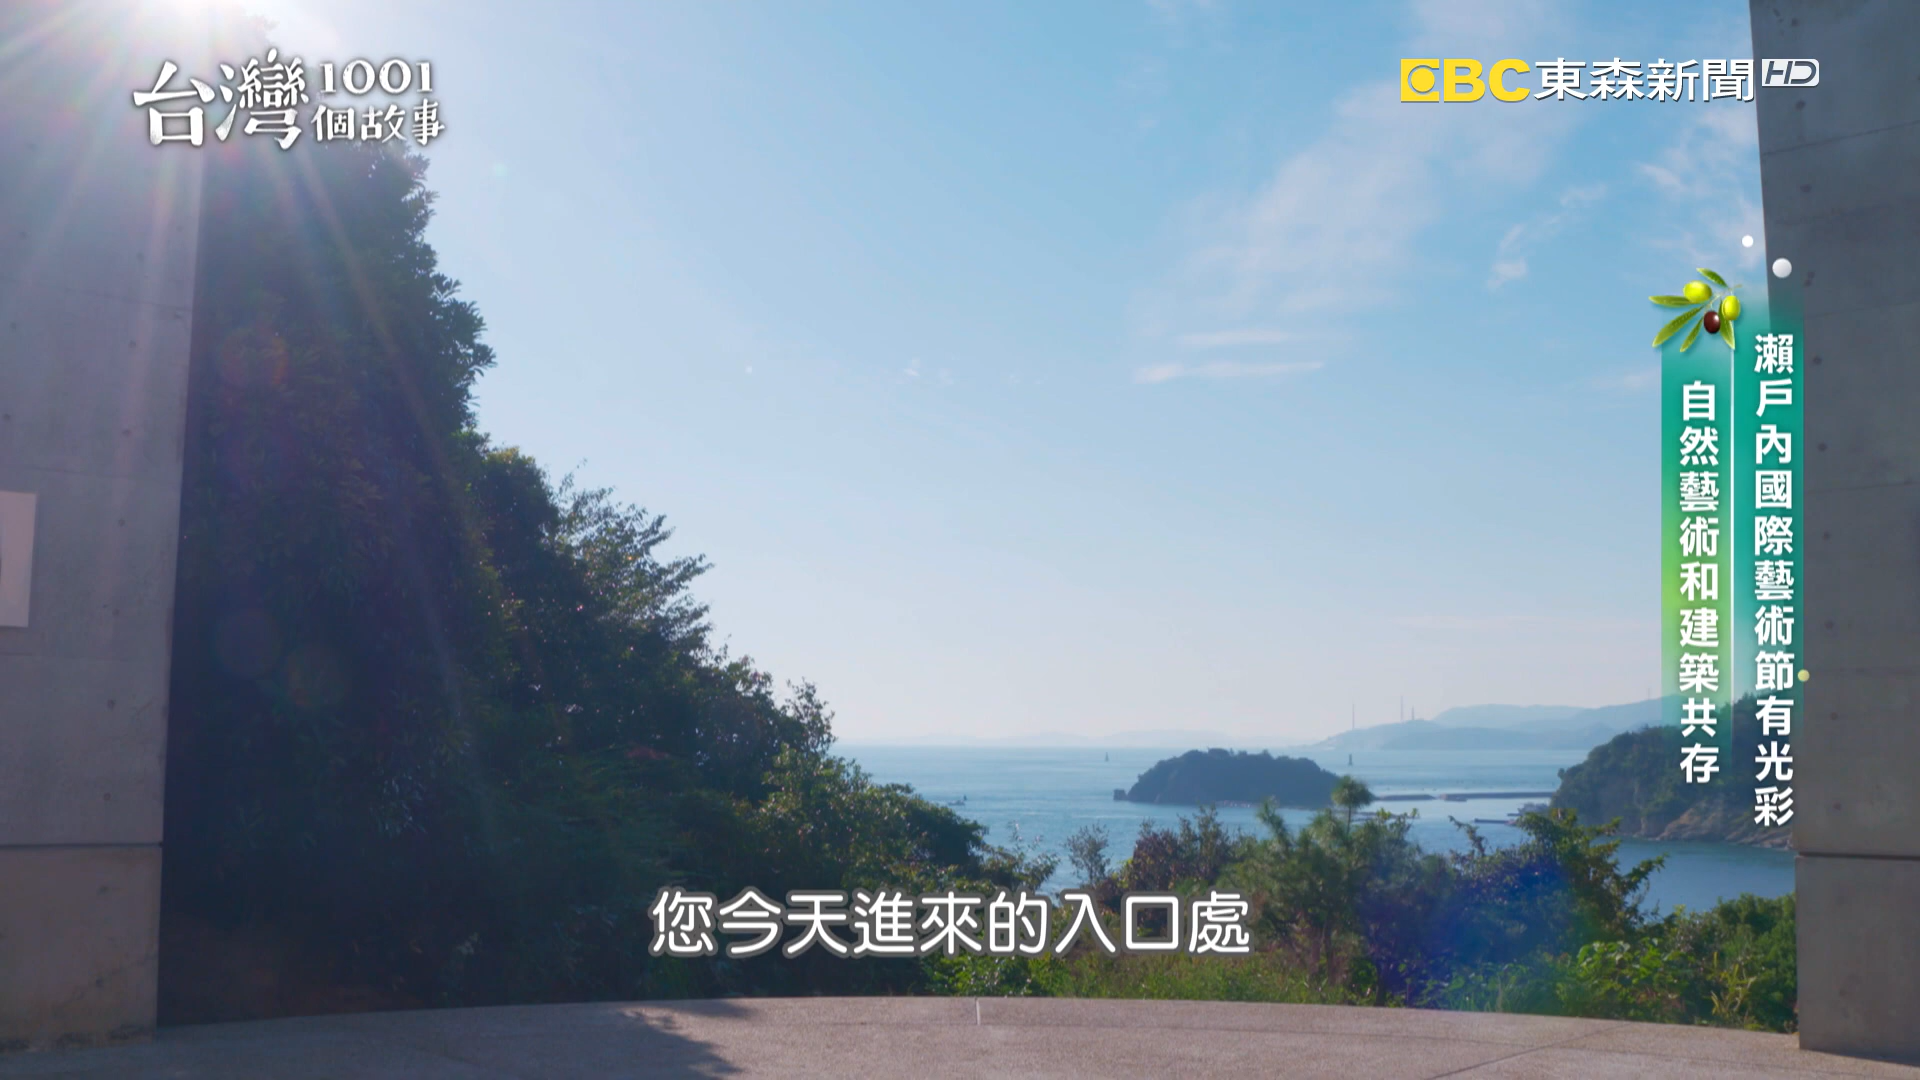 台灣1001個故事
EBC東森新聞HD
瀨戶內國際藝術節有光彩
自然藝術和建築共存
您今天進來的入口處